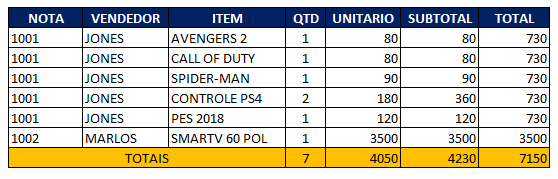 NOTA VENDEDOR ITEM QTD UNITARIO SUBTOTAL TOTAL
1001 JONES AVENGERS 2 1 80 80 730
1001 JONES CALL OF DUTY 1 80 80 730
1001 JONES SPIDER-MAN 1 90 90 730
1001 JONES CONTROLE PS4 2 180 360 730
1001 JONES PES 2018 1 120 120 730
1002 MARLOS SMARTV 60 POL 1 3500 3500 3500
TOTAIS 7 4050 4230 7150